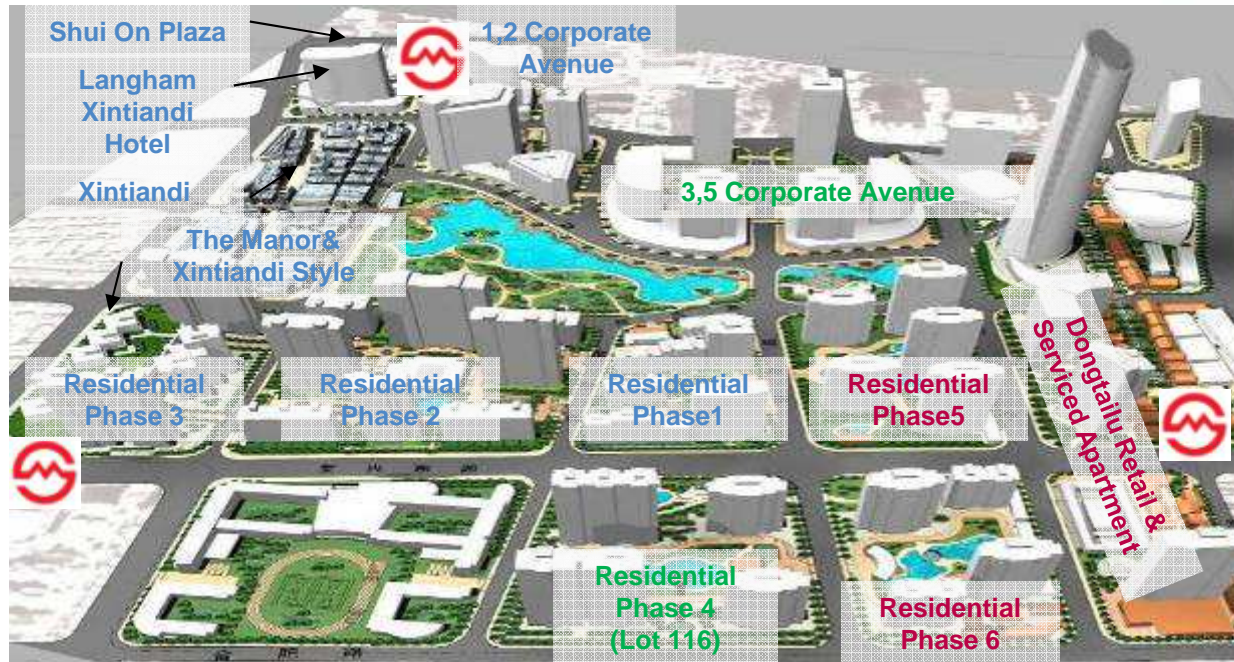 Shui On Plaza
1,2 Corporate
Avenue
Langham
Xintiandi
Hotel
Xintiandi
3,5 Corporate Avenue
The Manor&
Xintiandi Style
Residential
Phase 3
Residential
Phase 2
Residential
Phase1
Residential
Phase5
Dongtailu Retail &
Serviced Apartment
Residential
Phase 4
(Lot 116)
Residential
Phase 6